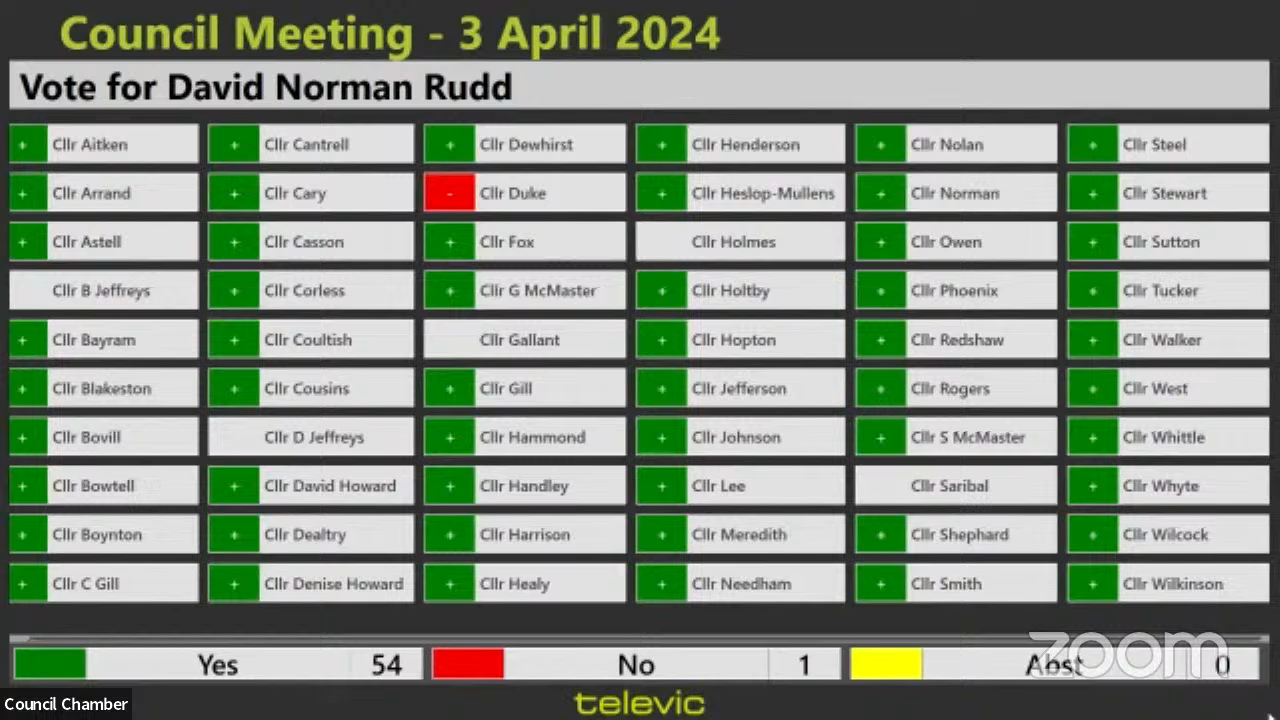 Council Meeting - 3 April 2024
Vote for David Norman Rudd
+ Cllr Aitken + Cllr Cantrell + Cllr Dewhirst + Cllr Henderson + Cllr Nolan + Cllr Steel
+ Cllr Arrand + Cllr Cary - Cllr Duke + Cllr Heslop-Mullens + Cllr Norman + Cllr Stewart
+ Cllr Astell + Cllr Casson + Cllr Fox Cllr Holmes + Cllr Owen + Cllr Sutton
Cllr B Jeffreys + Cllr Corless + Cllr G McMaster + Cllr Holtby + Cllr Phoenix + Cllr Tucker
+ Cllr Bayram + Cllr Coultish Cllr Gallant + Cllr Hopton + Cllr Redshaw + Cllr Walker
+ Cllr Blakeston + Cllr Cousins + Cllr Gill + Cllr Jefferson + Cllr Rogers + Cllr West
+ Cllr Bovill Cllr D Jeffreys + Cllr Hammond + Cllr Johnson + Cllr S McMaster + Cllr Whittle
+ Cllr Bowtell + Cllr David Howard + Cllr Handley + Cllr Lee Cllr Saribal + Cllr Whyte
+ Cllr Boynton + Cllr Dealtry + Cllr Harrison + Cllr Meredith + Cllr Shephard + Cllr Wilcock
+ Cllr C Gill + Cllr Denise Howard + Cllr Healy + Cllr Needham + Cllr Smith + Cllr Wilkinson
Yes 54 No 1 Abst 0
zoom
Council Chamber
televic